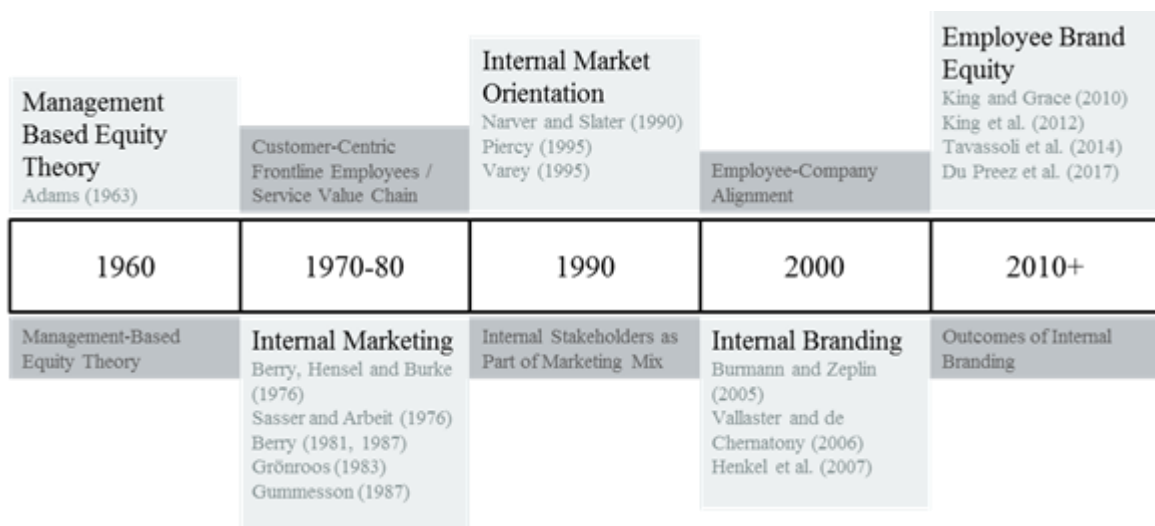 Management
Based Equity
Theory
Adams (1963)
Customer-Centric
Frontline Employees /
Service Value Chain
Internal Market
Orientation
Narver and Slater (1990)
Piercy (1995)
Varey (1995)
Employee-Company
Alignment
Employee Brand
Equity
King and Grace (2010)
King et al. (2012)
Tavassoli et al. (2014)
Du Preez et al. (2017)
1960
1970-80
1990
2000
2010+
Management-Based
Equity Theory
Internal Marketing
Berry, Hensel and Burke
(1976)
Sasser and Arbeit (1976)
Berry (1981, 1987)
Grönroos (1983)
Gummesson (1987)
Internal Stakeholders as
Part of Marketing Mix
Internal Branding
Burmann and Zeplin
(2005)
Vallaster and de
Chernatony (2006)
Henkel et al. (2007)
Outcomes of Internal
Branding